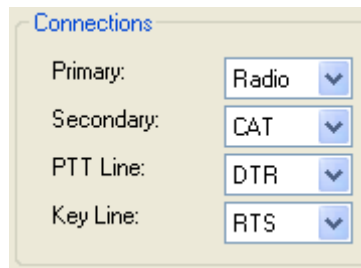 Connections
Primary: Radio
Secondary: CAT
PTT Line: DTR
Key Line: RTS